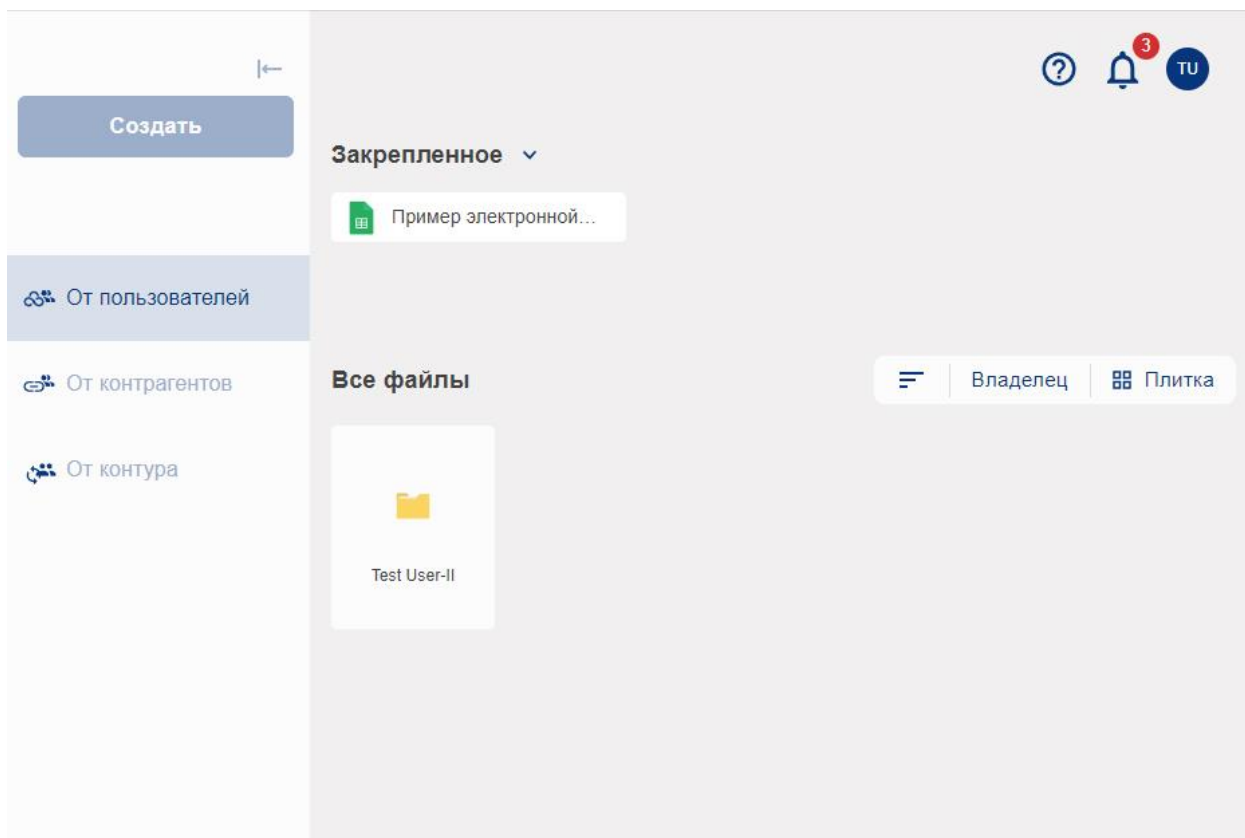 3
TU
Создать
Закрепленное
Пример электронной...
От пользователей
От контрагентов
От контура
Все файлы
Владелец
Плитка
Test User-II